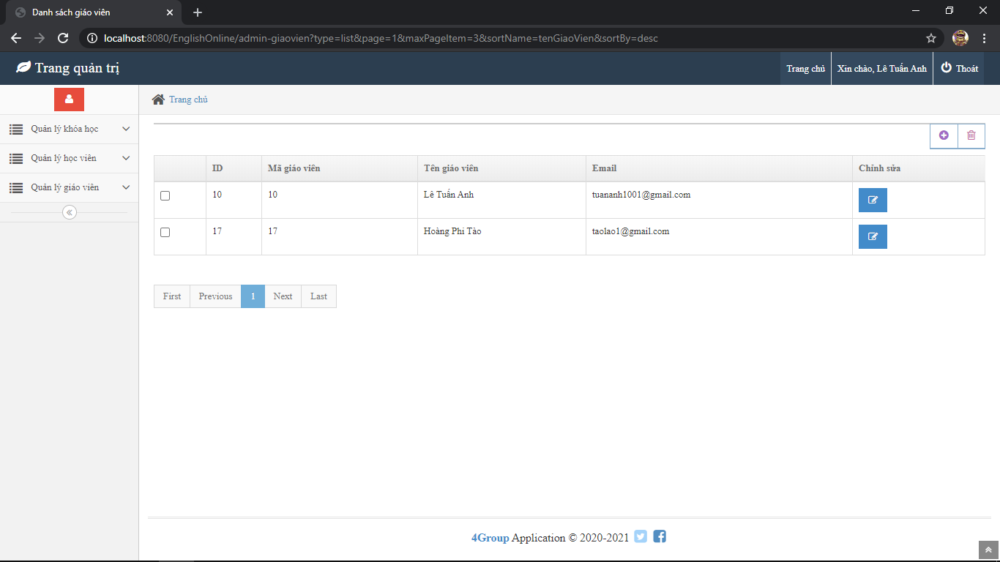 Danh sách giáo viên
localhost:8080/EnglishOnline/admin-giaovien?type=list&page=1&maxPageItem=3&sortName=tenGiaoVien&sortBy=desc
Trang quản trị
Trang chủ
Xin chào, Lê Tuấn Anh
Thoát
Trang chủ
Quản lý khóa học
Quản lý học viên
Quản lý giáo viên
ID Mã giáo viên Tên giáo viên Email Chỉnh sửa
10 10 Lê Tuấn Anh tuananh1001@gmail.com
17 17 Hoàng Phi Tào taolao1@gmail.com
First Previous 1 Next Last
4Group Application © 2020-2021